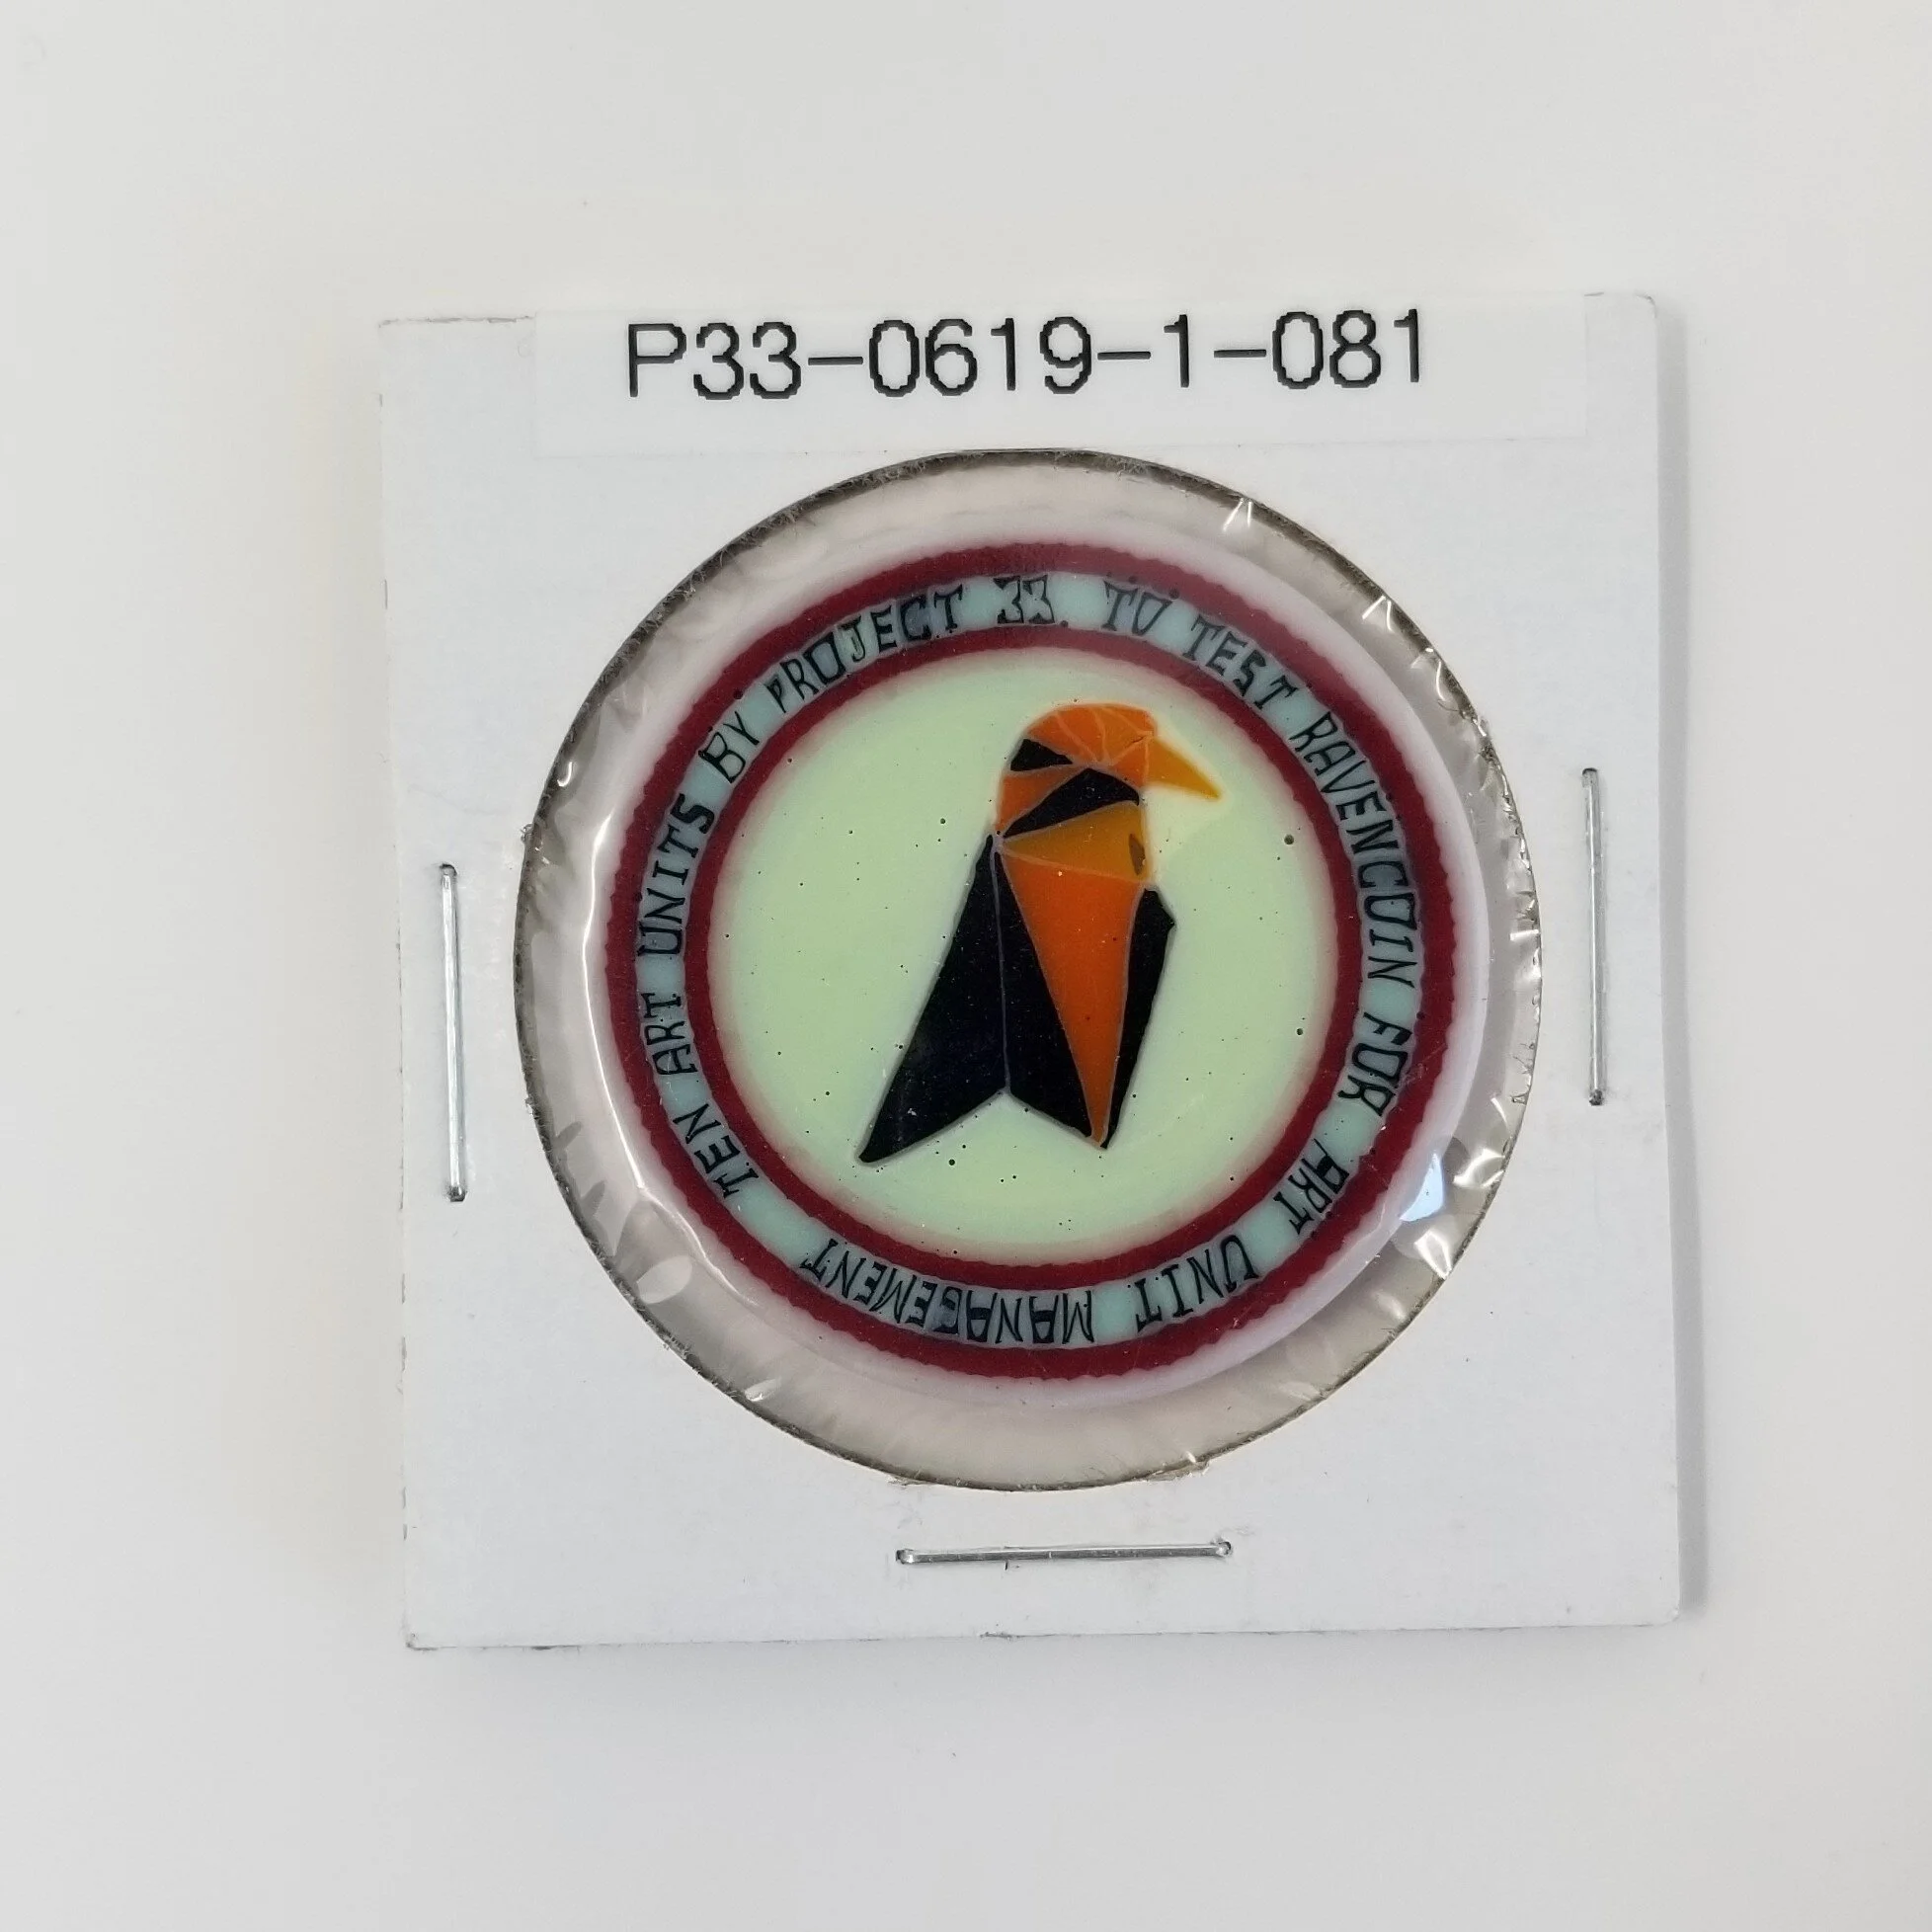 P33-0619-1-081
TEN ART UNITS BY PROJECT 33. TO TEST RAVENCOIN FOR ART UNIT MANAGEMENT